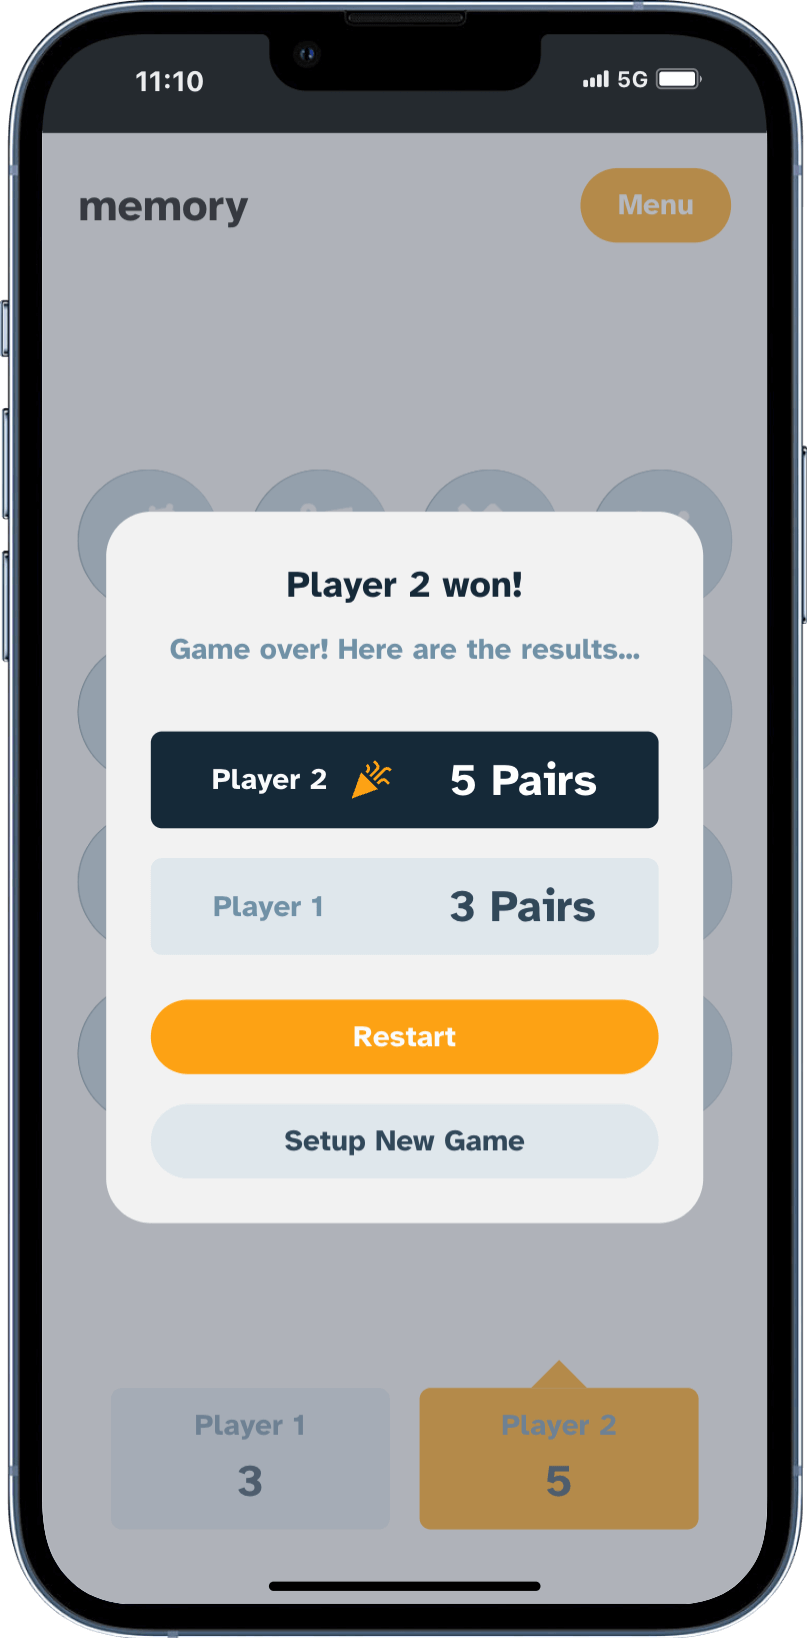 11:10
5G
memory
Menu
Player 2 won!
Game over! Here are the results...
Player 2 5 Pairs
Player 1 3 Pairs
Restart
Setup New Game
Player 1
3
Player 2
5